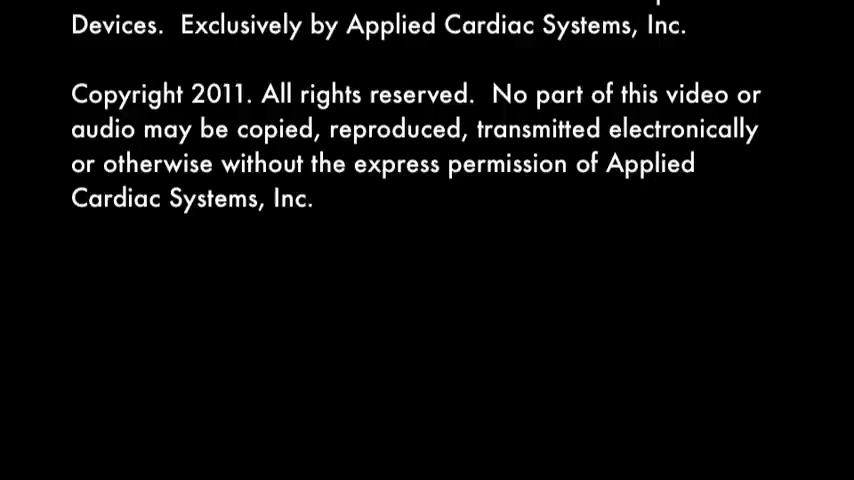 Devices.  Exclusively by Applied Cardiac Systems, Inc.
Copyright 2011. All rights reserved.  No part of this video or
audio may be copied, reproduced, transmitted electronically
or otherwise without the express permission of Applied
Cardiac Systems, Inc.